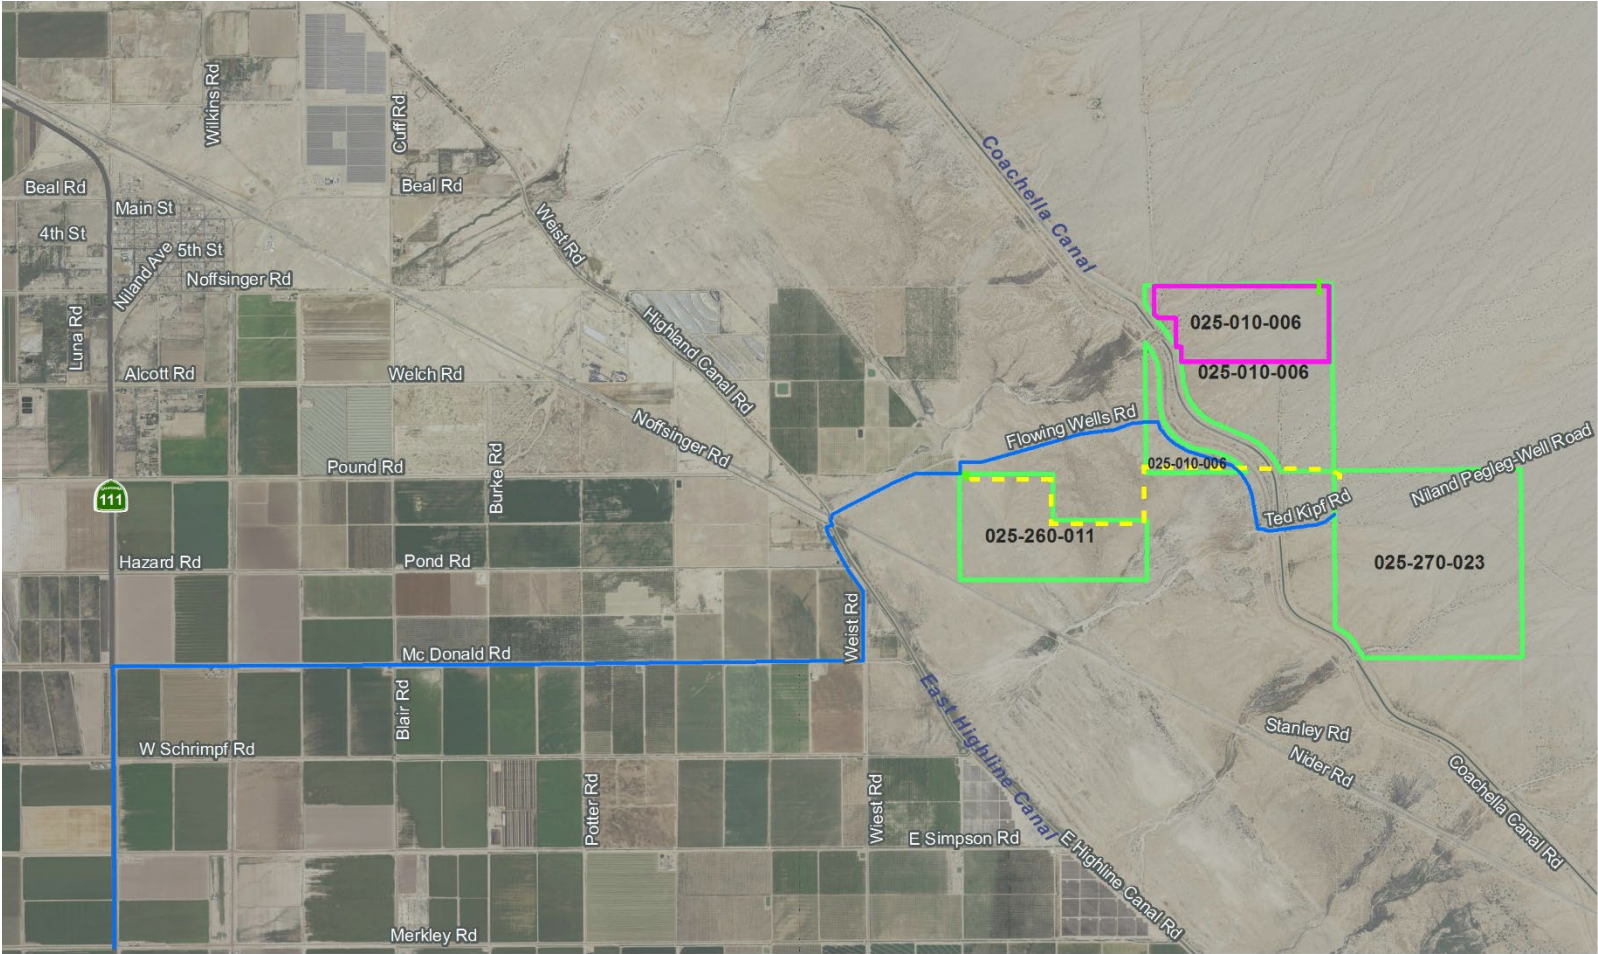 Wilkins Rd
Cuff Rd
Beal Rd
Beal Rd
Main St
4th St
5th St
Niland Ave
Noffsinger Rd
Luna Rd
Alcott Rd
Welch Rd
Weist Rd
Highland Canal Rd
Noffsinger Rd
Coachella Canal
025-010-006
025-010-006
Flowing Wells Rd
025-010-006
Niland Pegleg-Well Road
Ted Kipf Rd
Pound Rd
Burke Rd
111
Hazard Rd
Pond Rd
025-260-011
025-270-023
Mc Donald Rd
Weist Rd
Blair Rd
W Schrimpf Rd
East Highline Canal
Stanley Rd
Nider Rd
Coachella Canal Rd
Potter Rd
Wiest Rd
E Simpson Rd
E Highline Canal Rd
Merkley Rd